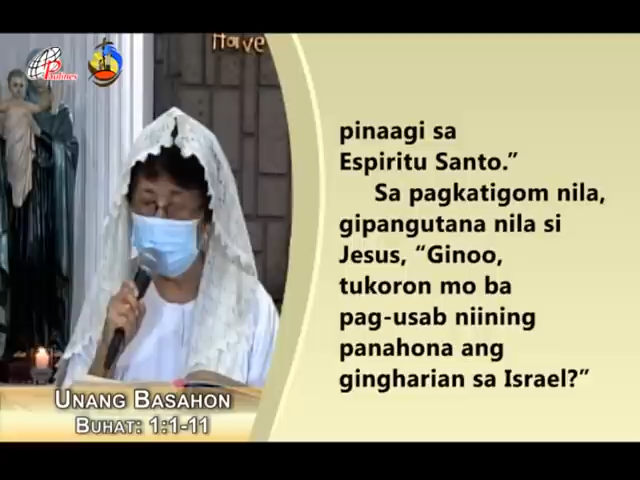 Have
Paulines
pinaagi sa
Espiritu Santo.”
Sa pagkatigom nila,
gipangutana nila si
Jesus, “Ginoo,
tukoron mo ba
pag-usab niining
panahona ang
gingharian sa Israel?”
UNANG BASAHON
BUHAT: 1:1-11